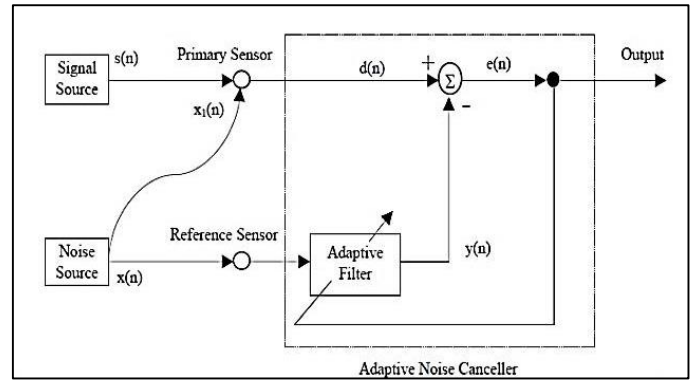 Signal
Source
s(n)
Primary Sensor
x₁(n)
d(n)
+
Σ
−
e(n)
Output
Noise
Source
x(n)
Reference Sensor
Adaptive
Filter
y(n)
Adaptive Noise Canceller